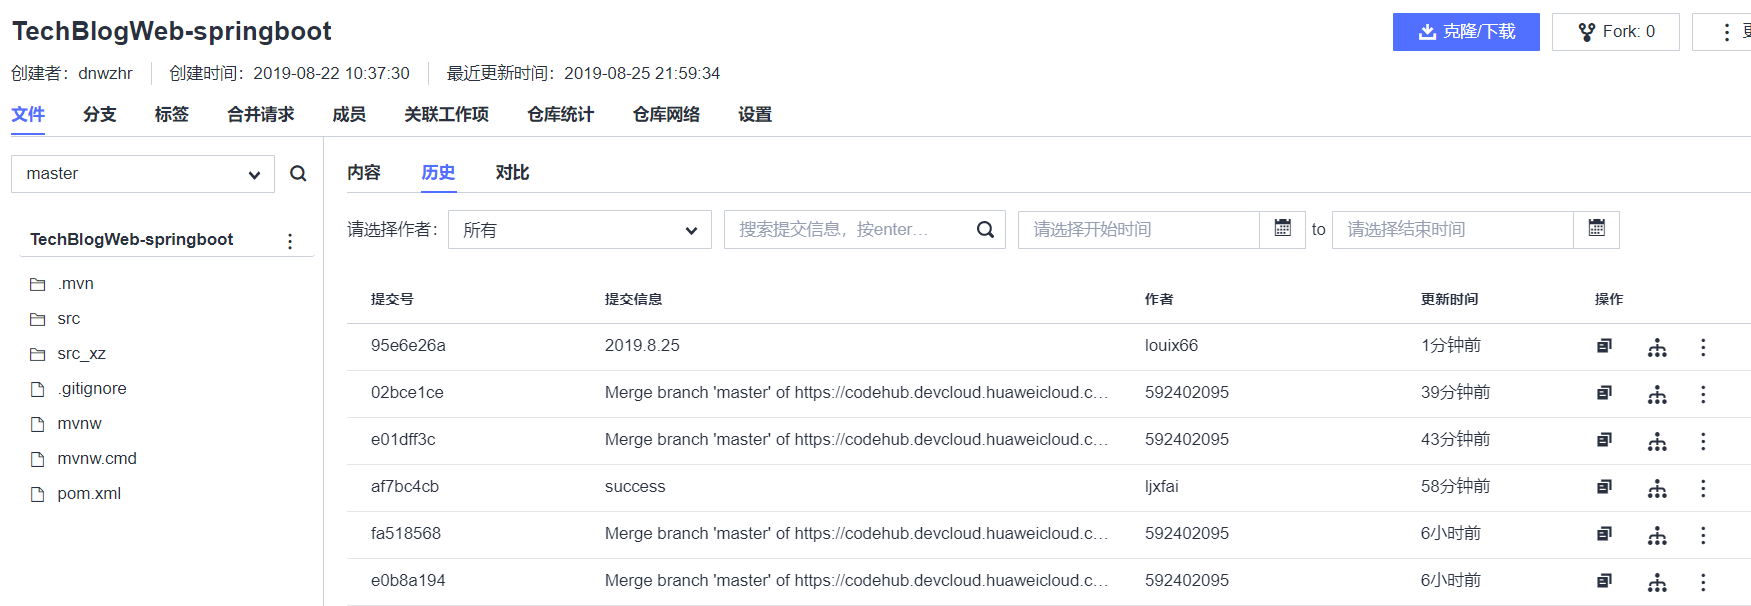 TechBlogWeb-springboot
克隆/下载
Fork: 0
创建者：dnwzhr
创建时间：2019-08-22 10:37:30
最近更新时间：2019-08-25 21:59:34
文件 分支 标签 合并请求 成员 关联工作项 仓库统计 仓库网络 设置
master
内容 历史 对比
请选择作者： 所有 搜索提交信息，按enter... 请选择开始时间 to 请选择结束时间
TechBlogWeb-springboot
.mvn
src
src_xz
.gitignore
mvnw
mvnw.cmd
pom.xml
提交号 提交信息 作者 更新时间 操作
95e6e26a 2019.8.25 louix66 1分钟前
02bce1ce Merge branch 'master' of https://codehub.devcloud.huaweicloud.c... 592402095 39分钟前
e01dff3c Merge branch 'master' of https://codehub.devcloud.huaweicloud.c... 592402095 43分钟前
af7bc4cb success ljxfai 58分钟前
fa518568 Merge branch 'master' of https://codehub.devcloud.huaweicloud.c... 592402095 6小时前
e0b8a194 Merge branch 'master' of https://codehub.devcloud.huaweicloud.c... 592402095 6小时前